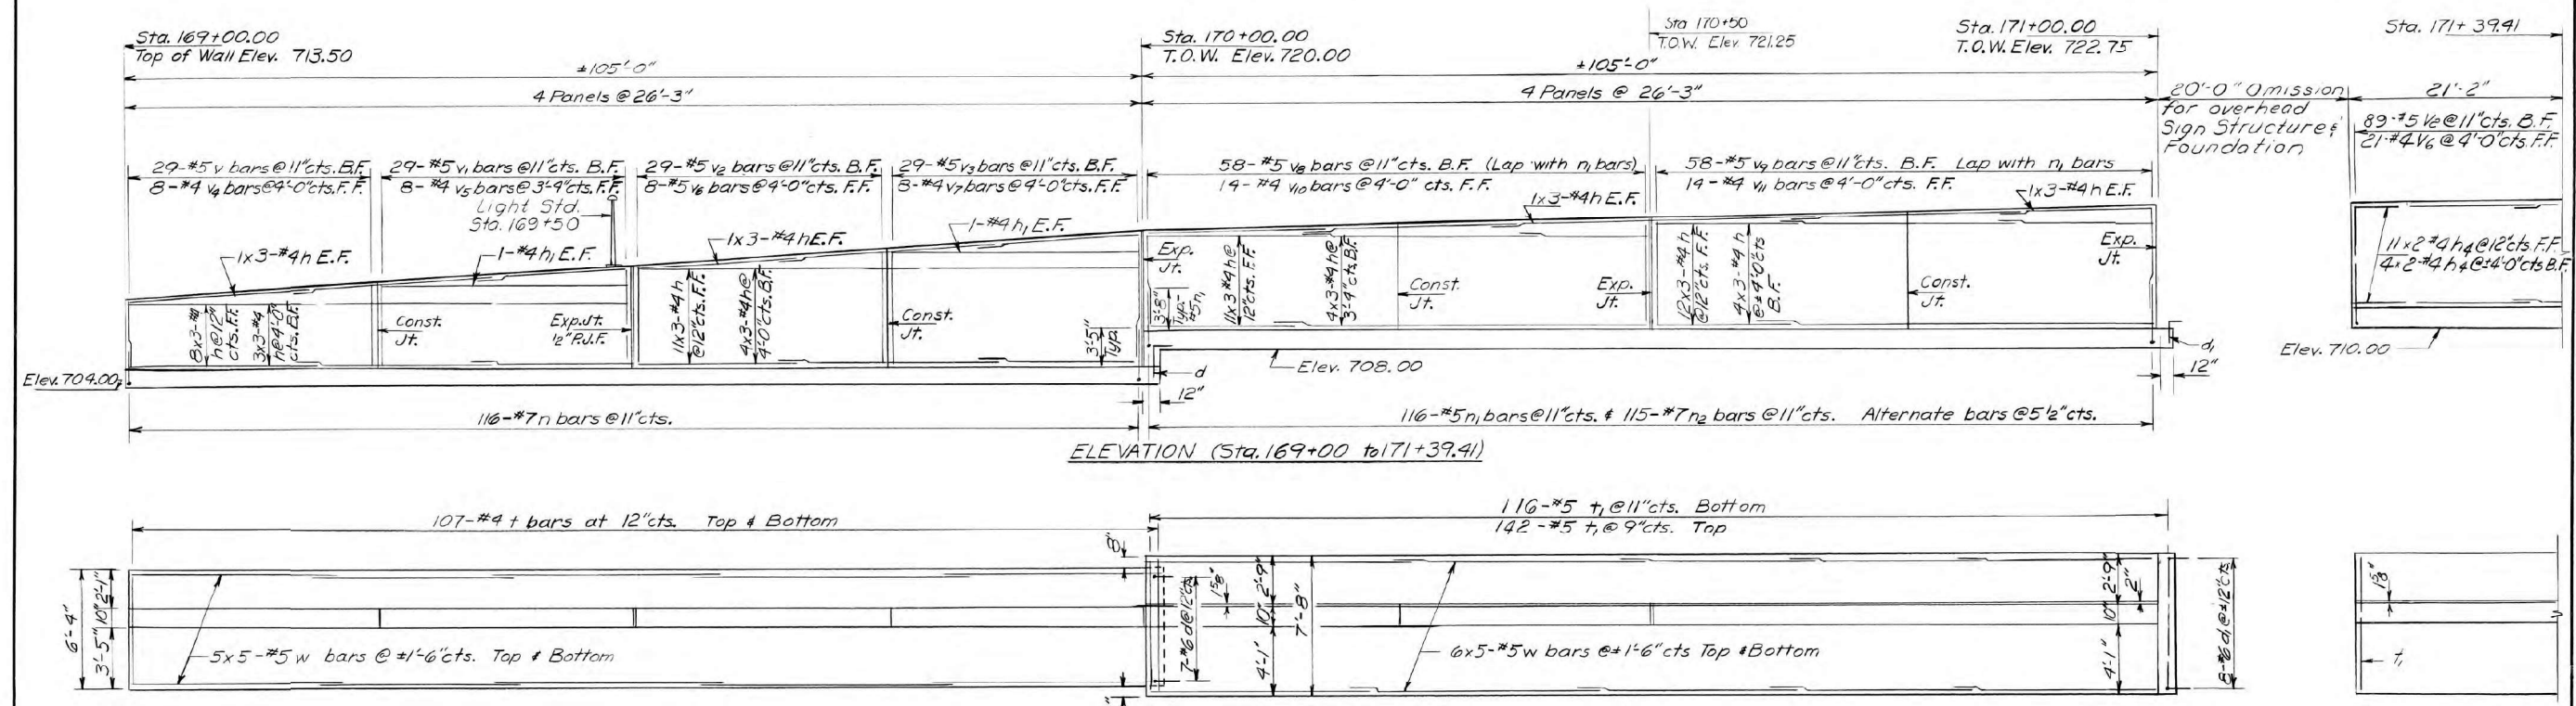 Sta. 169+00.00
Top of Wall Elev. 713.50
±105'-0"
4 Panels @ 26'-3"
Sta. 170+00.00
T.O.W. Elev. 720.00
±105'-0"
4 Panels @ 26'-3"
Sta 170+50
T.O.W. Elev 721.25
Sta. 171+00.00
T.O.W. Elev. 722.75
Sta. 171+39.41
20'-0" Omission
for overhead
Sign Structure &
Foundation
21'-2"
89-#5 V8 @ 11" cts. B.F.
21-#4 V6 @ 4'-0" cts. F.F.
29-#5 v bars @ 11" cts. B.F.
8-#4 v4 bars @ 4'-0" cts. F.F.
29-#5 v1 bars @ 11" cts. B.F.
8-#4 v5 bars @ 3'-9" cts. F.F.
29-#5 v2 bars @ 11" cts. B.F.
8-#5 v6 bars @ 4'-0" cts. F.F.
29-#5 v3 bars @ 11" cts. B.F.
8-#4 v7 bars @ 4'-0" cts. F.F.
58-#5 v8 bars @ 11" cts. B.F. (Lap with n1 bars)
14-#4 v10 bars @ 4'-0" cts. F.F.
58-#5 v9 bars @ 11" cts. B.F. Lap with n1 bars
14-#4 v11 bars @ 4'-0" cts. F.F.
Light Std.
Sta. 169+50
1x3-#4 h E.F.
1-#4 h1 E.F.
1x3-#4 h E.F.
1-#4 h1 E.F.
1x3-#4 h E.F.
1x3-#4 h E.F.
8x3-#4
h @ 12"
cts. F.F.
3x3-#4
h @ 4'-0"
cts. B.F.
Const.
Jt.
Exp. Jt.
1/2" P.J.F.
11x3-#4 h
@ 12" cts. F.F.
4x3-#4 h @
4'-0" cts. B.F.
Const.
Jt.
3'-5"
Typ.
Exp.
Jt.
3'-8"
Typ.-
#5 n1
11x3 #4 h @
12" cts. F.F.
4x3-#4 h @
3'-4" cts. B.F.
Const.
Jt.
Exp.
Jt.
12x3-#4 h
@ 12" cts. F.F.
4x3-#4 h
@ ±4'-0" cts
B.F.
Const.
Jt.
Exp.
Jt.
11x2 #4 h4 @ 12" cts. F.F.
4x2-#4 h4 @ ±4'-0" cts B.F.
Elev. 704.00
d
12"
Elev. 708.00
d1
12"
Elev. 710.00
116-#7 n bars @ 11" cts.
116-#5 n1 bars @ 11" cts. & 115-#7 n2 bars @ 11" cts. Alternate bars @ 5 1/2" cts.
ELEVATION (Sta. 169+00 to 171+39.41)
107-#4 t bars at 12" cts. Top & Bottom
116-#5 t1 @ 11" cts. Bottom
142-#5 t1 @ 9" cts. Top
6'-4"
3'-5" 10" 2'-1"
5x5-#5 w bars @ ±1'-6" cts. Top & Bottom
8"
7-#6 d @ 12" cts
1 5/8"
4'-1" 10" 2'-9"
7'-8"
6x5-#5 w bars @ ±1'-6" cts Top & Bottom
4'-1" 10" 2'-9"
2"
8-#6 d1 @ ±12" cts
1 5/8"
t1